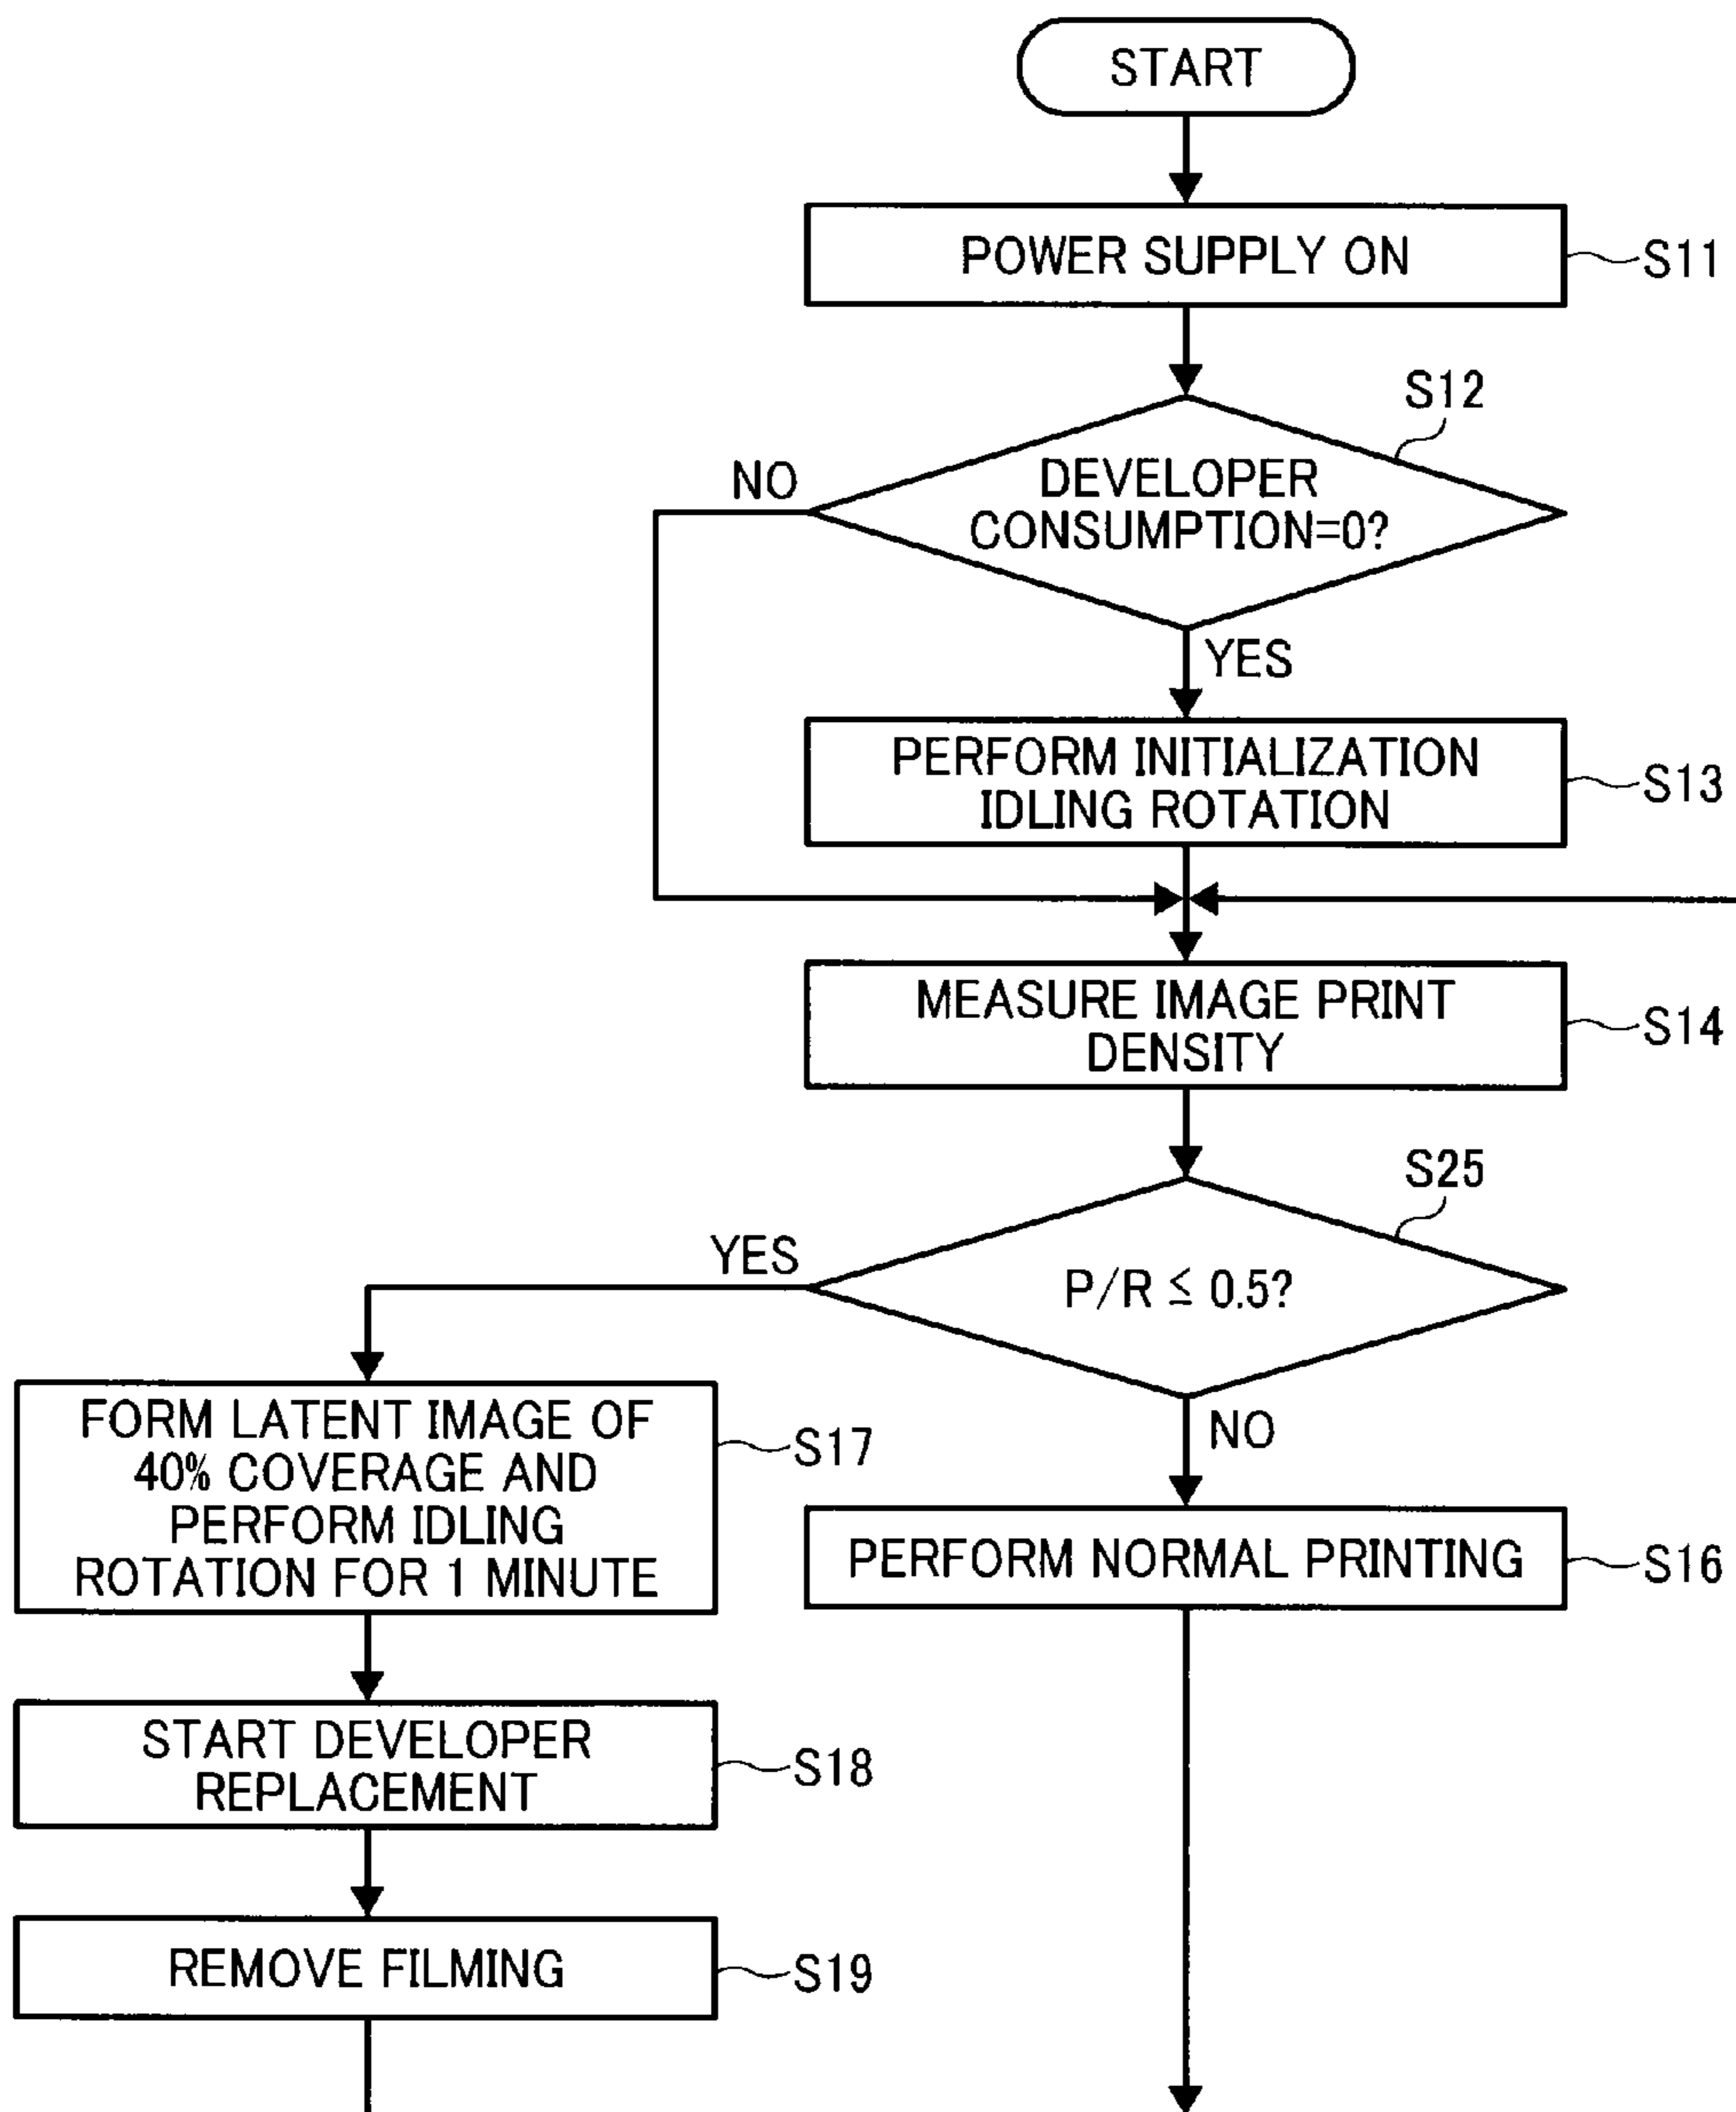 START
POWER SUPPLY ON
S11
S12
DEVELOPER
CONSUMPTION=0?
NO
YES
PERFORM INITIALIZATION
IDLING ROTATION
S13
MEASURE IMAGE PRINT
DENSITY
S14
S25
P/R ≦ 0.5?
YES
NO
FORM LATENT IMAGE OF
40% COVERAGE AND
PERFORM IDLING
ROTATION FOR 1 MINUTE
S17
PERFORM NORMAL PRINTING
S16
START DEVELOPER
REPLACEMENT
S18
REMOVE FILMING
S19